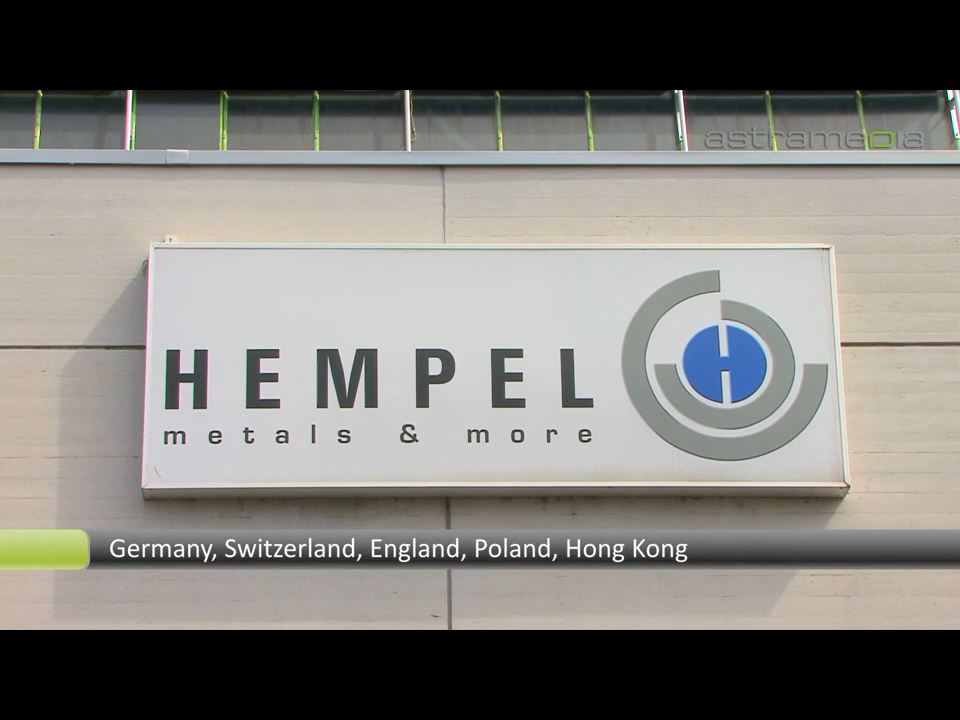 astramedia
HEMPEL
metals & more
H
Germany, Switzerland, England, Poland, Hong Kong